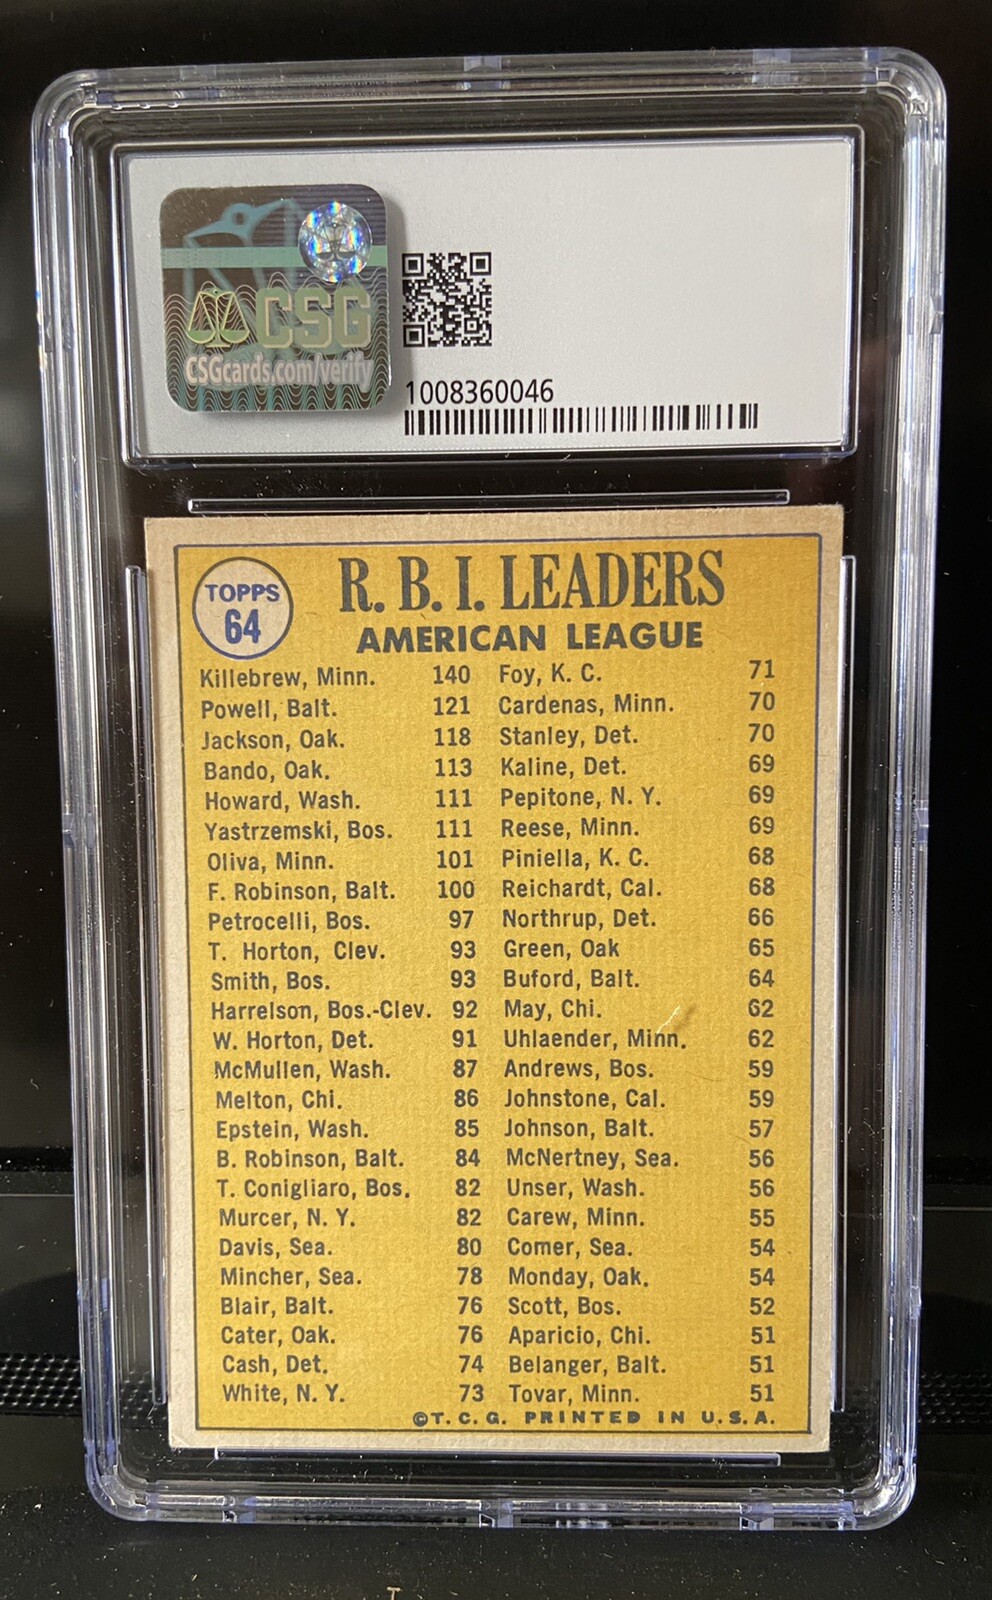 CSG
CSGcards.com/verify
1008360046
TOPPS
64
R. B. I. LEADERS
AMERICAN LEAGUE
Killebrew, Minn. 140
Powell, Balt. 121
Jackson, Oak. 118
Bando, Oak. 113
Howard, Wash. 111
Yastrzemski, Bos. 111
Oliva, Minn. 101
F. Robinson, Balt. 100
Petrocelli, Bos. 97
T. Horton, Clev. 93
Smith, Bos. 93
Harrelson, Bos.-Clev. 92
W. Horton, Det. 91
McMullen, Wash. 87
Melton, Chi. 86
Epstein, Wash. 85
B. Robinson, Balt. 84
T. Conigliaro, Bos. 82
Murcer, N. Y. 82
Davis, Sea. 80
Mincher, Sea. 78
Blair, Balt. 76
Cater, Oak. 76
Cash, Det. 74
White, N. Y. 73
Foy, K. C. 71
Cardenas, Minn. 70
Stanley, Det. 70
Kaline, Det. 69
Pepitone, N. Y. 69
Reese, Minn. 69
Piniella, K. C. 68
Reichardt, Cal. 68
Northrup, Det. 66
Green, Oak 65
Buford, Balt. 64
May, Chi. 62
Uhlaender, Minn. 62
Andrews, Bos. 59
Johnstone, Cal. 59
Johnson, Balt. 57
McNertney, Sea. 56
Unser, Wash. 56
Carew, Minn. 55
Comer, Sea. 54
Monday, Oak. 54
Scott, Bos. 52
Aparicio, Chi. 51
Belanger, Balt. 51
Tovar, Minn. 51
©T. C. G. PRINTED IN U. S. A.